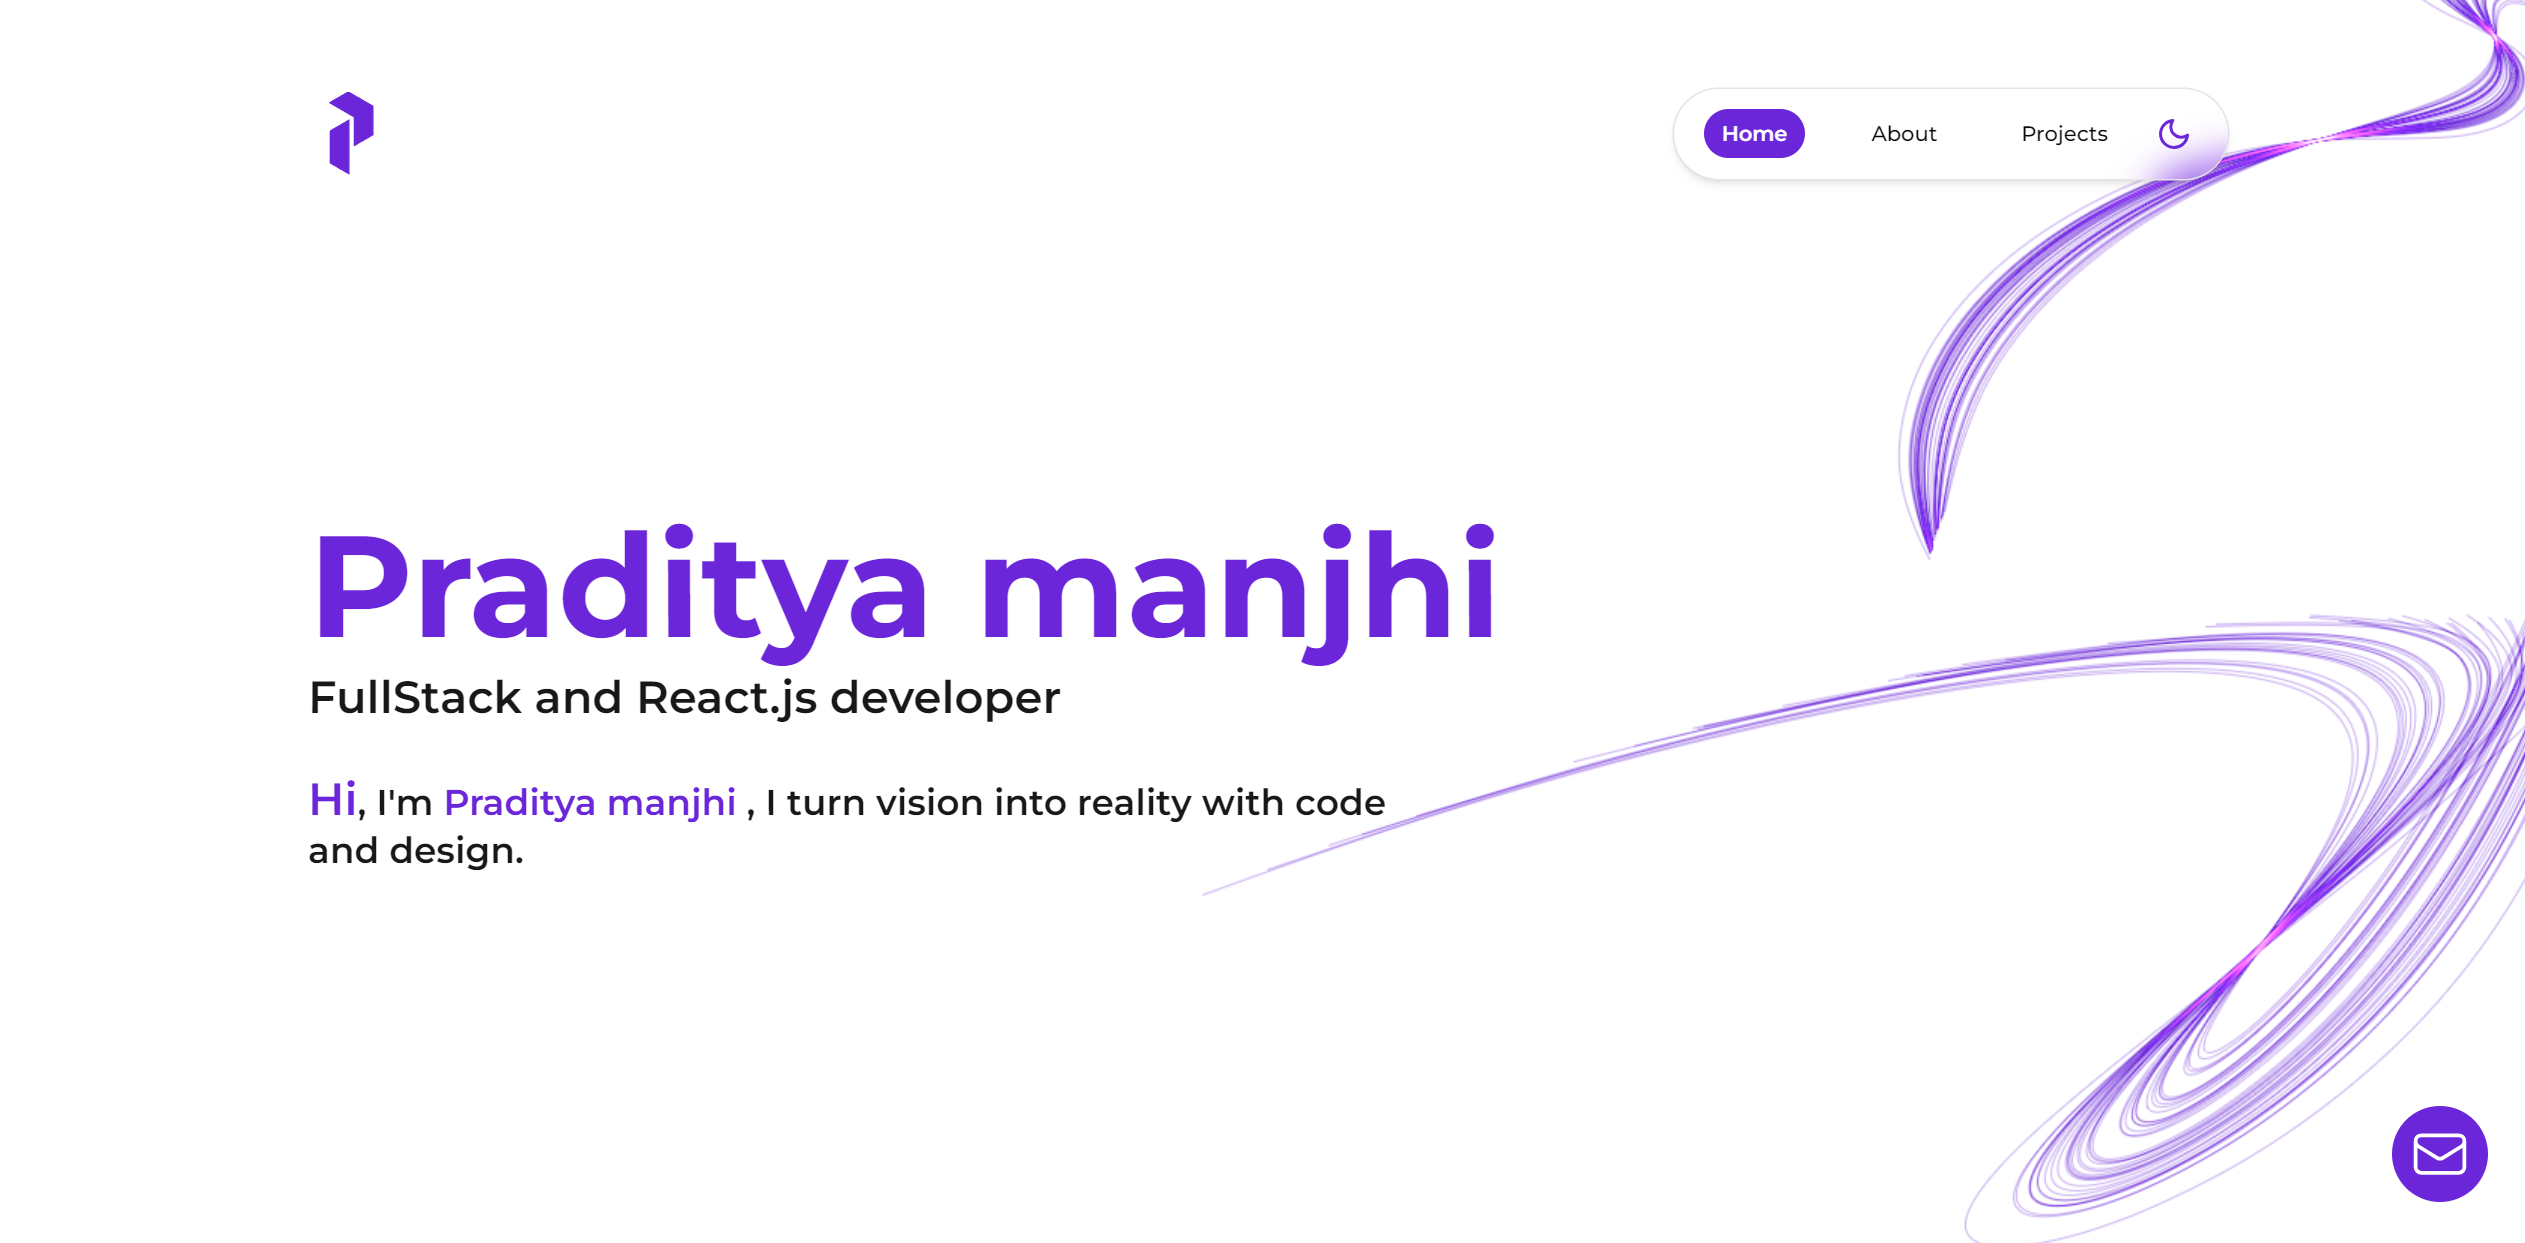 Home About Projects
Praditya manjhi
FullStack and React.js developer
Hi, I'm Praditya manjhi , I turn vision into reality with code
and design.